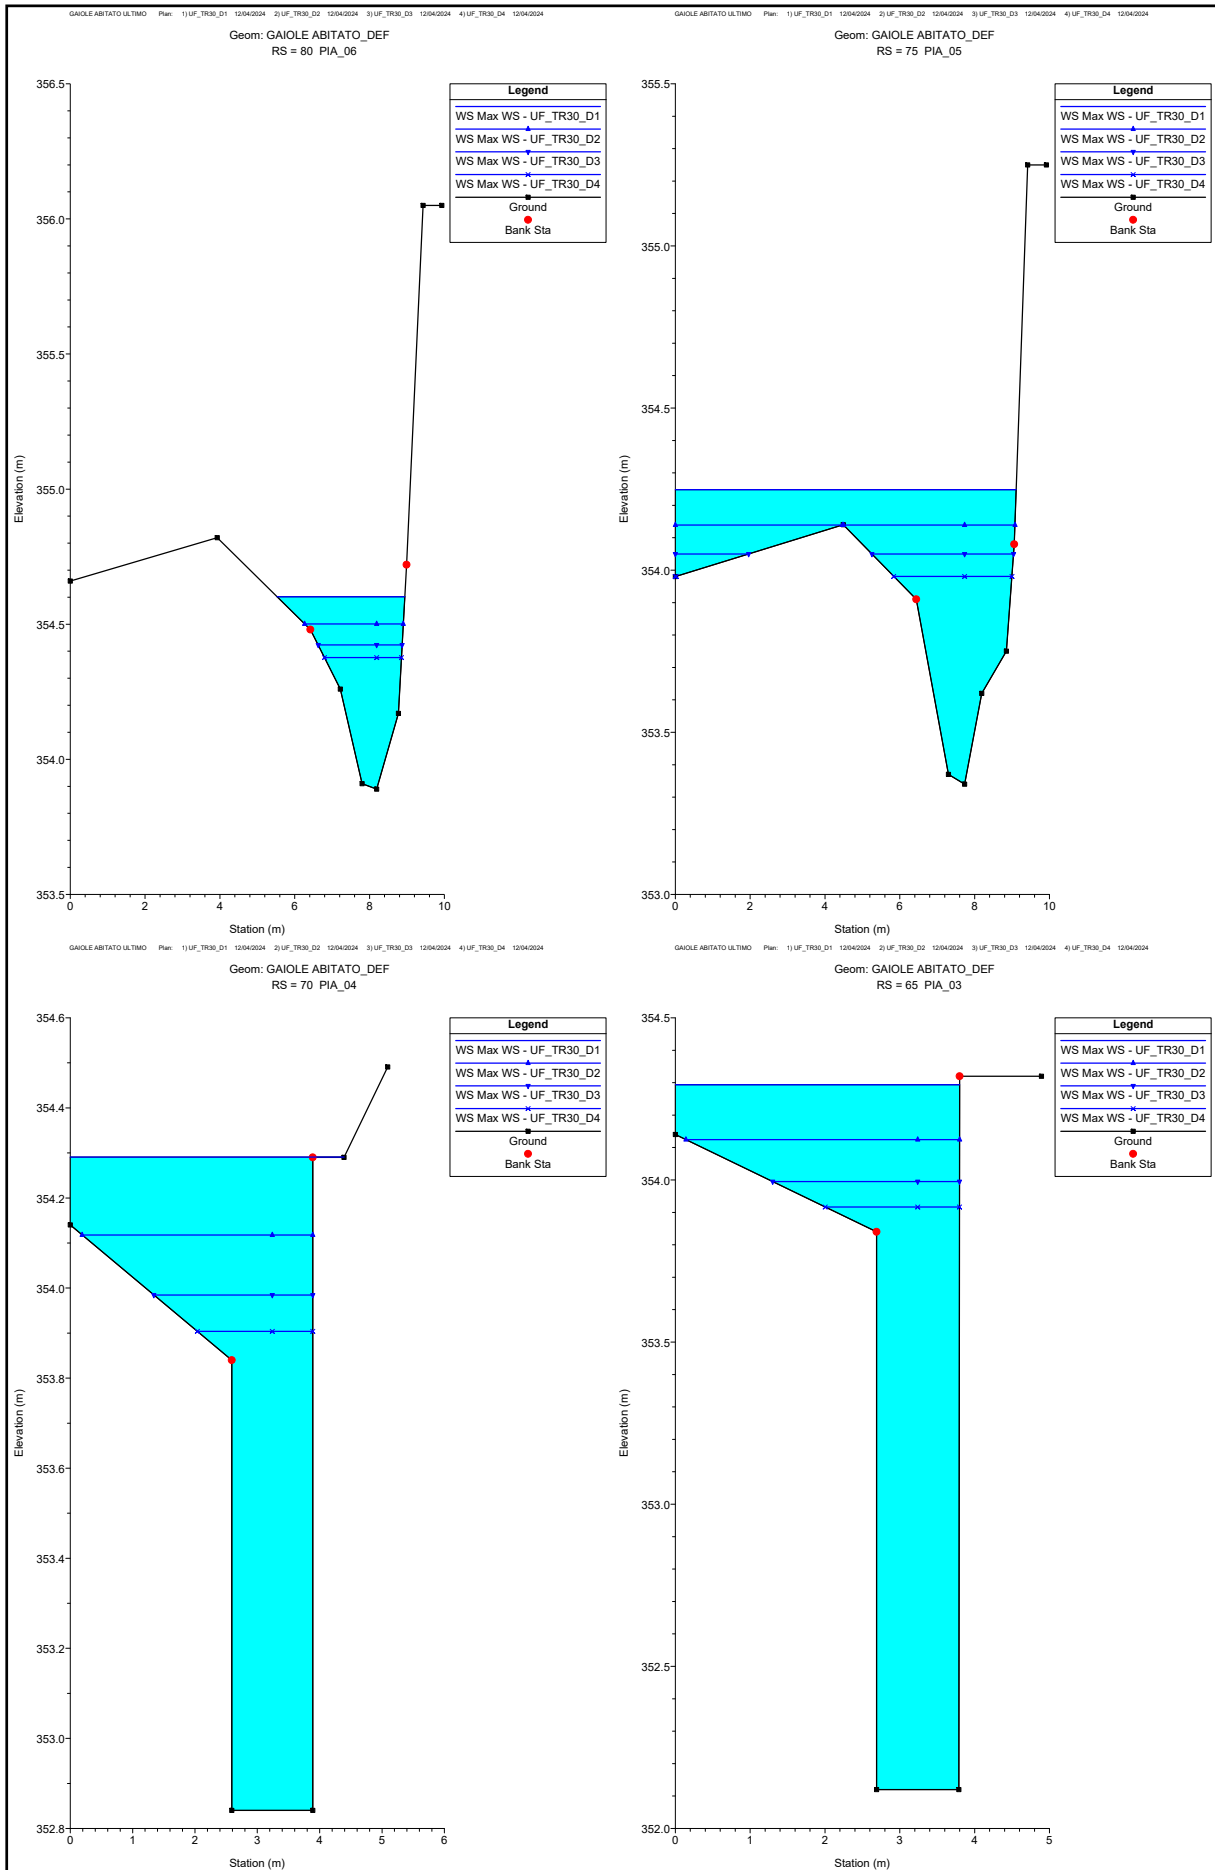 GAIOLE ABITATO ULTIMO Plan: 1) UF_TR30_D1 12/04/2024 2) UF_TR30_D2 12/04/2024 3) UF_TR30_D3 12/04/2024 4) UF_TR30_D4 12/04/2024
Geom: GAIOLE ABITATO_DEF
RS = 80 PIA_06
356.5
356.0
355.5
355.0
354.5
354.0
353.5
Elevation (m)
0 2 4 6 8 10
Station (m)
Legend
WS Max WS - UF_TR30_D1
WS Max WS - UF_TR30_D2
WS Max WS - UF_TR30_D3
WS Max WS - UF_TR30_D4
Ground
Bank Sta
GAIOLE ABITATO ULTIMO Plan: 1) UF_TR30_D1 12/04/2024 2) UF_TR30_D2 12/04/2024 3) UF_TR30_D3 12/04/2024 4) UF_TR30_D4 12/04/2024
Geom: GAIOLE ABITATO_DEF
RS = 75 PIA_05
355.5
355.0
354.5
354.0
353.5
353.0
Elevation (m)
0 2 4 6 8 10
Station (m)
Legend
WS Max WS - UF_TR30_D1
WS Max WS - UF_TR30_D2
WS Max WS - UF_TR30_D3
WS Max WS - UF_TR30_D4
Ground
Bank Sta
GAIOLE ABITATO ULTIMO Plan: 1) UF_TR30_D1 12/04/2024 2) UF_TR30_D2 12/04/2024 3) UF_TR30_D3 12/04/2024 4) UF_TR30_D4 12/04/2024
Geom: GAIOLE ABITATO_DEF
RS = 70 PIA_04
354.6
354.4
354.2
354.0
353.8
353.6
353.4
353.2
353.0
352.8
Elevation (m)
0 1 2 3 4 5 6
Station (m)
Legend
WS Max WS - UF_TR30_D1
WS Max WS - UF_TR30_D2
WS Max WS - UF_TR30_D3
WS Max WS - UF_TR30_D4
Ground
Bank Sta
GAIOLE ABITATO ULTIMO Plan: 1) UF_TR30_D1 12/04/2024 2) UF_TR30_D2 12/04/2024 3) UF_TR30_D3 12/04/2024 4) UF_TR30_D4 12/04/2024
Geom: GAIOLE ABITATO_DEF
RS = 65 PIA_03
354.5
354.0
353.5
353.0
352.5
352.0
Elevation (m)
0 1 2 3 4 5
Station (m)
Legend
WS Max WS - UF_TR30_D1
WS Max WS - UF_TR30_D2
WS Max WS - UF_TR30_D3
WS Max WS - UF_TR30_D4
Ground
Bank Sta